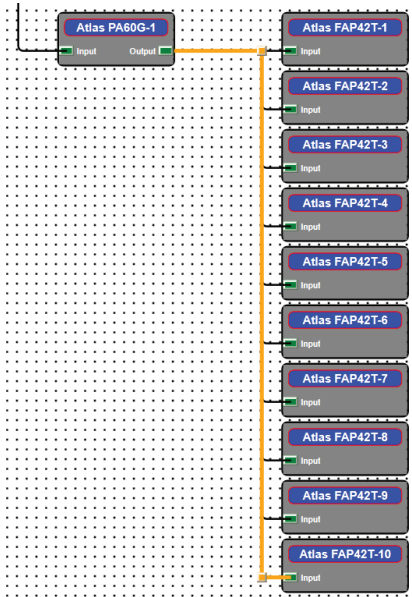 Atlas PA60G-1
Input Output
Atlas FAP42T-1
Input
Atlas FAP42T-2
Input
Atlas FAP42T-3
Input
Atlas FAP42T-4
Input
Atlas FAP42T-5
Input
Atlas FAP42T-6
Input
Atlas FAP42T-7
Input
Atlas FAP42T-8
Input
Atlas FAP42T-9
Input
Atlas FAP42T-10
Input